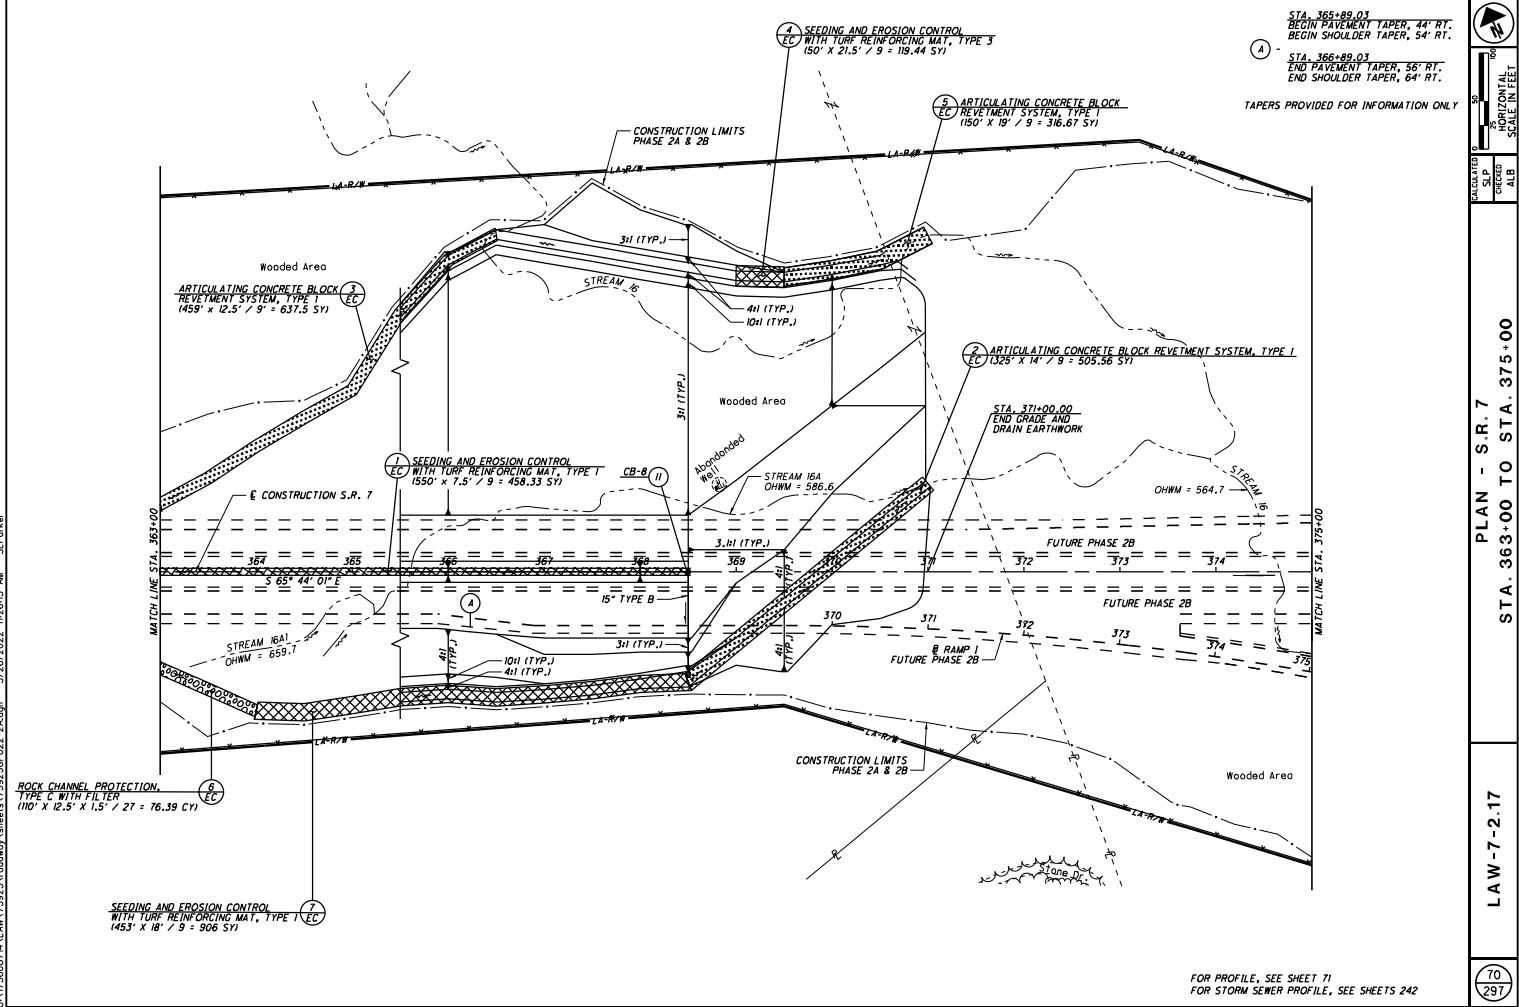 4
EC
SEEDING AND EROSION CONTROL
WITH TURF REINFORCING MAT, TYPE 3
(50' X 21.5' / 9 = 119.44 SY)
STA. 365+89.03
BEGIN PAVEMENT TAPER, 44' RT.
BEGIN SHOULDER TAPER, 54' RT.
A -
STA. 366+89.03
END PAVEMENT TAPER, 56' RT.
END SHOULDER TAPER, 64' RT.
TAPERS PROVIDED FOR INFORMATION ONLY
5
EC
ARTICULATING CONCRETE BLOCK
REVETMENT SYSTEM, TYPE 1
(150' X 19' / 9 = 316.67 SY)
CONSTRUCTION LIMITS
PHASE 2A & 2B
LA-R/W
LA-R/W
LA-R/W
LA-R/W
3:1 (TYP.)
Wooded Area
STREAM 16
ARTICULATING CONCRETE BLOCK
REVETMENT SYSTEM, TYPE 1
(459' x 12.5' / 9' = 637.5 SY)
3
EC
4:1 (TYP.)
10:1 (TYP.)
2
EC
ARTICULATING CONCRETE BLOCK REVETMENT SYSTEM, TYPE 1
(325' X 14' / 9 = 505.56 SY)
3:1 (TYP.)
Wooded Area
STA. 371+00.00
END GRADE AND
DRAIN EARTHWORK
Abandonded
Well
1
EC
SEEDING AND EROSION CONTROL
WITH TURF REINFORCING MAT, TYPE 1
(550' x 7.5' / 9 = 458.33 SY)
CB-8
11
STREAM 16A
OHWM = 586.6
OHWM = 564.7
STREAM 16
℄ CONSTRUCTION S.R. 7
MATCH LINE STA. 363+00
3.1:1 (TYP.)
FUTURE PHASE 2B
364 365 366 367 368 369 370 371 372 373 374
S 65° 44' 01" E
4:1
(TYP.)
15" TYPE B
A
FUTURE PHASE 2B
MATCH LINE STA. 375+00
370 371 372 373 374 375
STREAM 16A1
OHWM = 659.7
4:1
(TYP.)
3:1 (TYP.)
10:1 (TYP.)
4:1 (TYP.)
4:1
(TYP.)
B RAMP 1
FUTURE PHASE 2B
LA-R/W
LA-R/W
LA-R/W
LA-R/W
CONSTRUCTION LIMITS
PHASE 2A & 2B
Wooded Area
ROCK CHANNEL PROTECTION,
TYPE C WITH FILTER
(110' X 12.5' X 1.5' / 27 = 76.39 CY)
6
EC
Stone Dr.
SEEDING AND EROSION CONTROL
WITH TURF REINFORCING MAT, TYPE 1
(453' X 18' / 9 = 906 SY)
7
EC
FOR PROFILE, SEE SHEET 71
FOR STORM SEWER PROFILE, SEE SHEETS 242
N
0 25 50 100
HORIZONTAL
SCALE IN FEET
CALCULATED
SLP
CHECKED
ALB
PLAN - S.R. 7
STA. 363+00 TO STA. 375+00
LAW-7-2.17
70
297